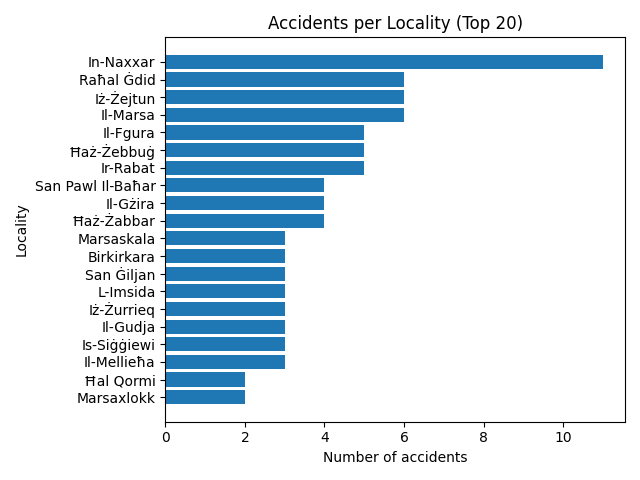 Accidents per Locality (Top 20)
In-Naxxar
Raħal Ġdid
Iż-Żejtun
Il-Marsa
Il-Fgura
Ħaż-Żebbuġ
Ir-Rabat
San Pawl Il-Baħar
Il-Gżira
Ħaż-Żabbar
Marsaskala
Birkirkara
San Ġiljan
L-Imsida
Iż-Żurrieq
Il-Gudja
Is-Siġġiewi
Il-Mellieħa
Ħal Qormi
Marsaxlokk
Locality
0 2 4 6 8 10
Number of accidents